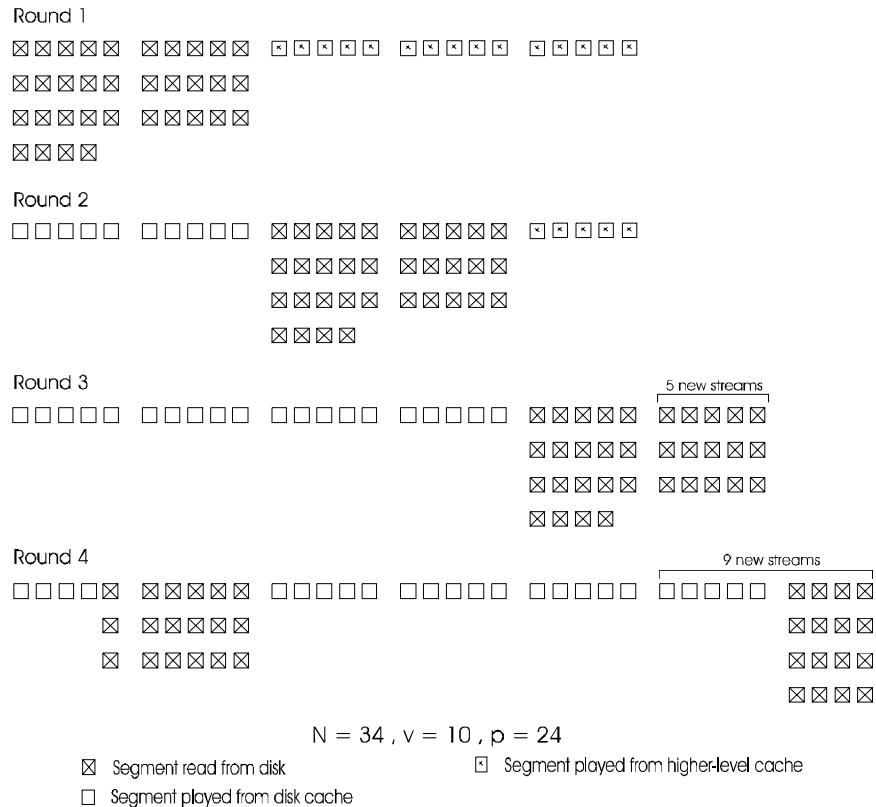 Round 1
Round 2
Round 3
5 new streams
Round 4
9 new streams
N = 34 , v = 10 , p = 24
Segment read from disk
Segment played from higher-level cache
Segment played from disk cache